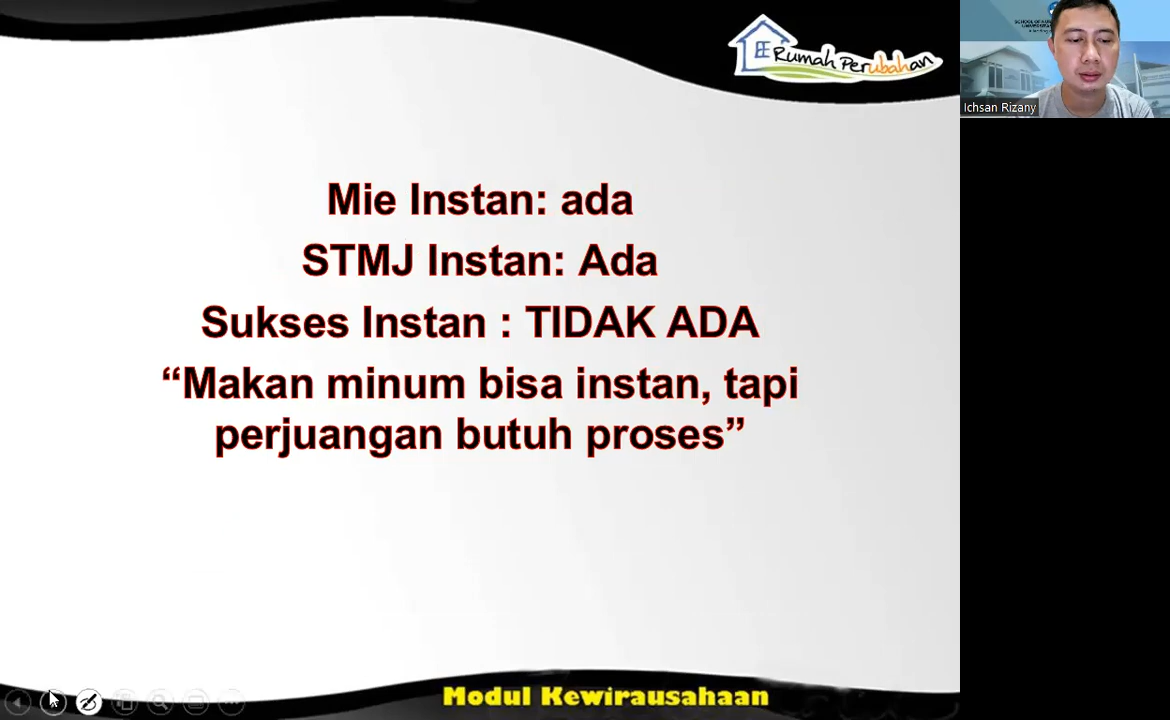 Rumah Perubahan
Mie Instan: ada
STMJ Instan: Ada
Sukses Instan : TIDAK ADA
“Makan minum bisa instan, tapi
perjuangan butuh proses”
Modul Kewirausahaan
Ichsan Rizany